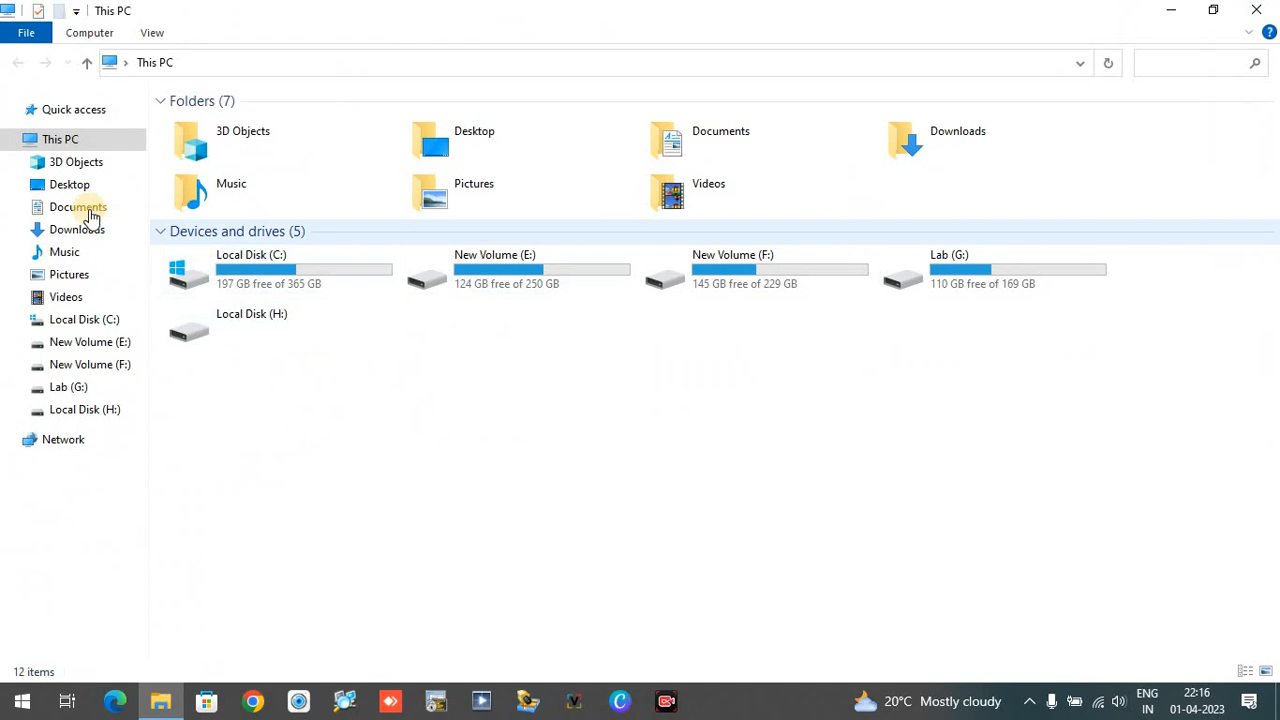 This PC
File Computer View
This PC
Quick access
This PC
3D Objects
Desktop
Documents
Downloads
Music
Pictures
Videos
Local Disk (C:)
New Volume (E:)
New Volume (F:)
Lab (G:)
Local Disk (H:)
Network
Folders (7)
3D Objects
Desktop
Documents
Downloads
Music
Pictures
Videos
Devices and drives (5)
Local Disk (C:)
197 GB free of 365 GB
New Volume (E:)
124 GB free of 250 GB
New Volume (F:)
145 GB free of 229 GB
Lab (G:)
110 GB free of 169 GB
Local Disk (H:)
12 items
20°C Mostly cloudy
ENG
IN
22:16
01-04-2023